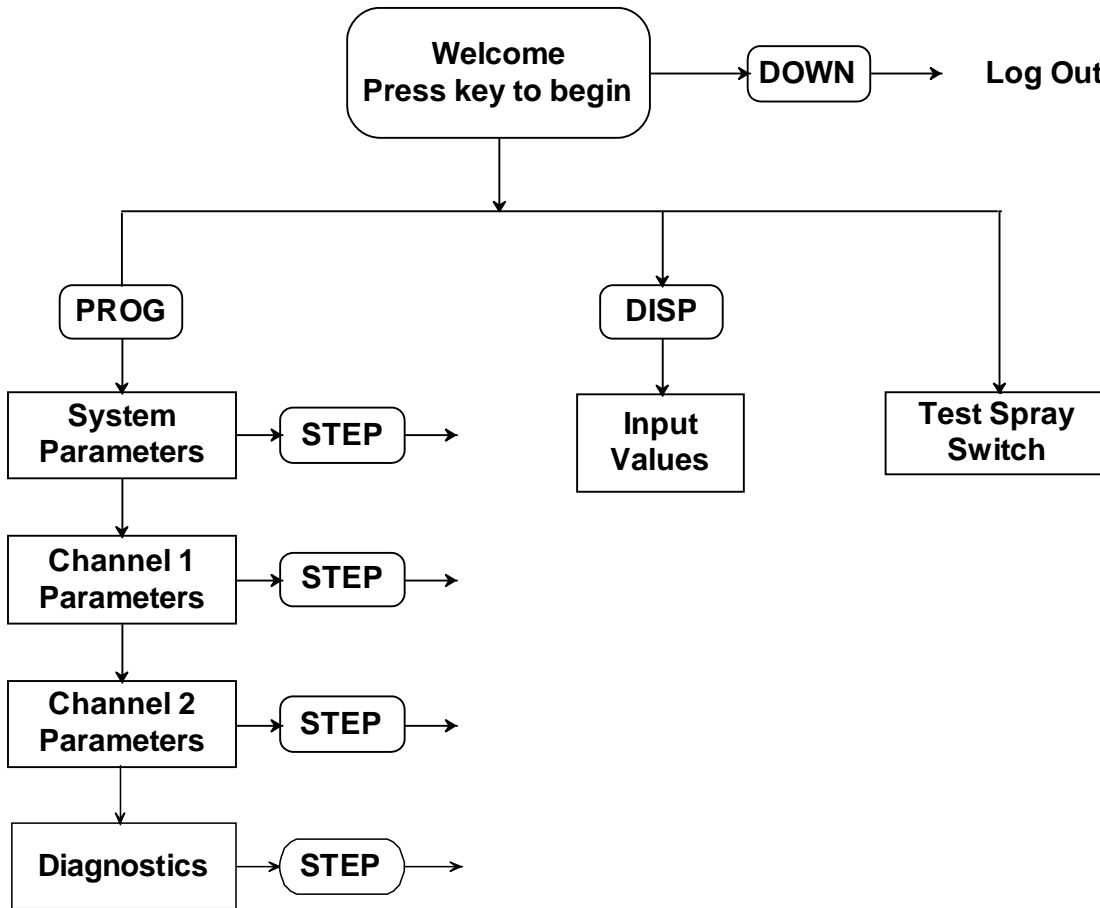 Welcome
Press key to begin
DOWN
Log Out
PROG
DISP
System
Parameters
STEP
Input
Values
Test Spray
Switch
Channel 1
Parameters
STEP
Channel 2
Parameters
STEP
Diagnostics
STEP